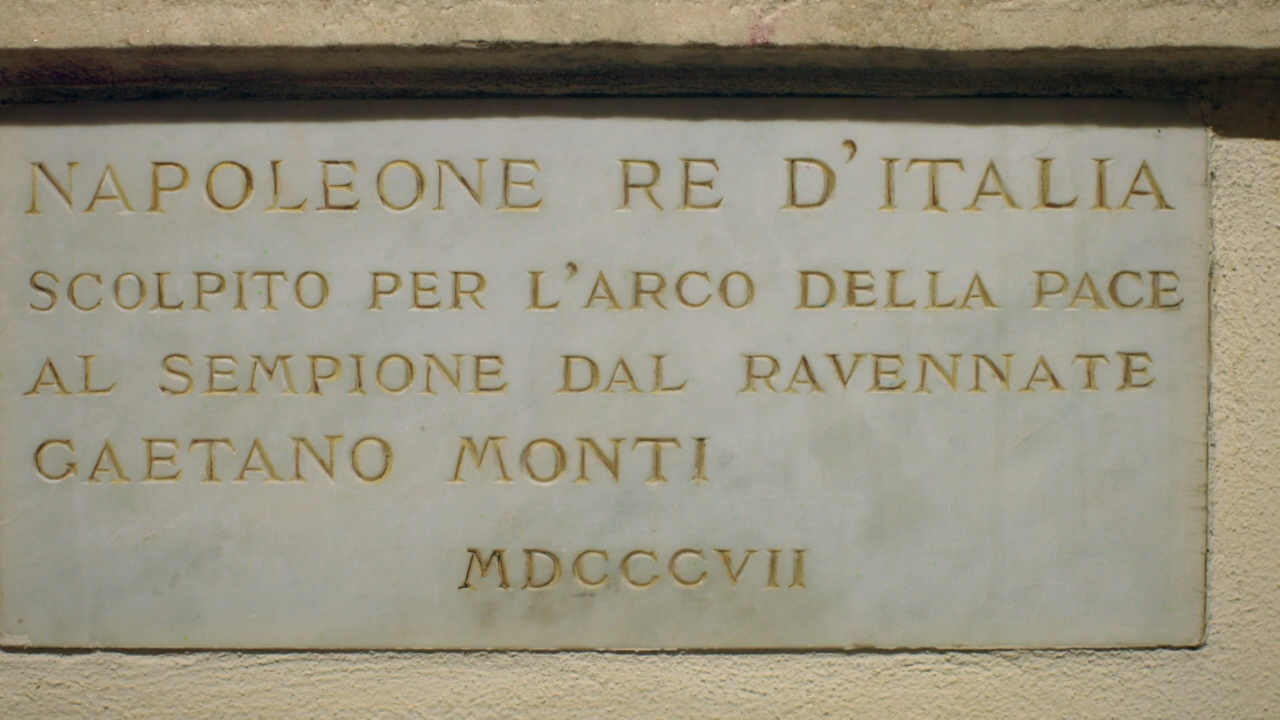 NAPOLEONE RE D'ITALIA
SCOLPITO PER L'ARCO DELLA PACE
AL SEMPIONE DAL RAVENNATE
GAETANO MONTI
MDCCCVII